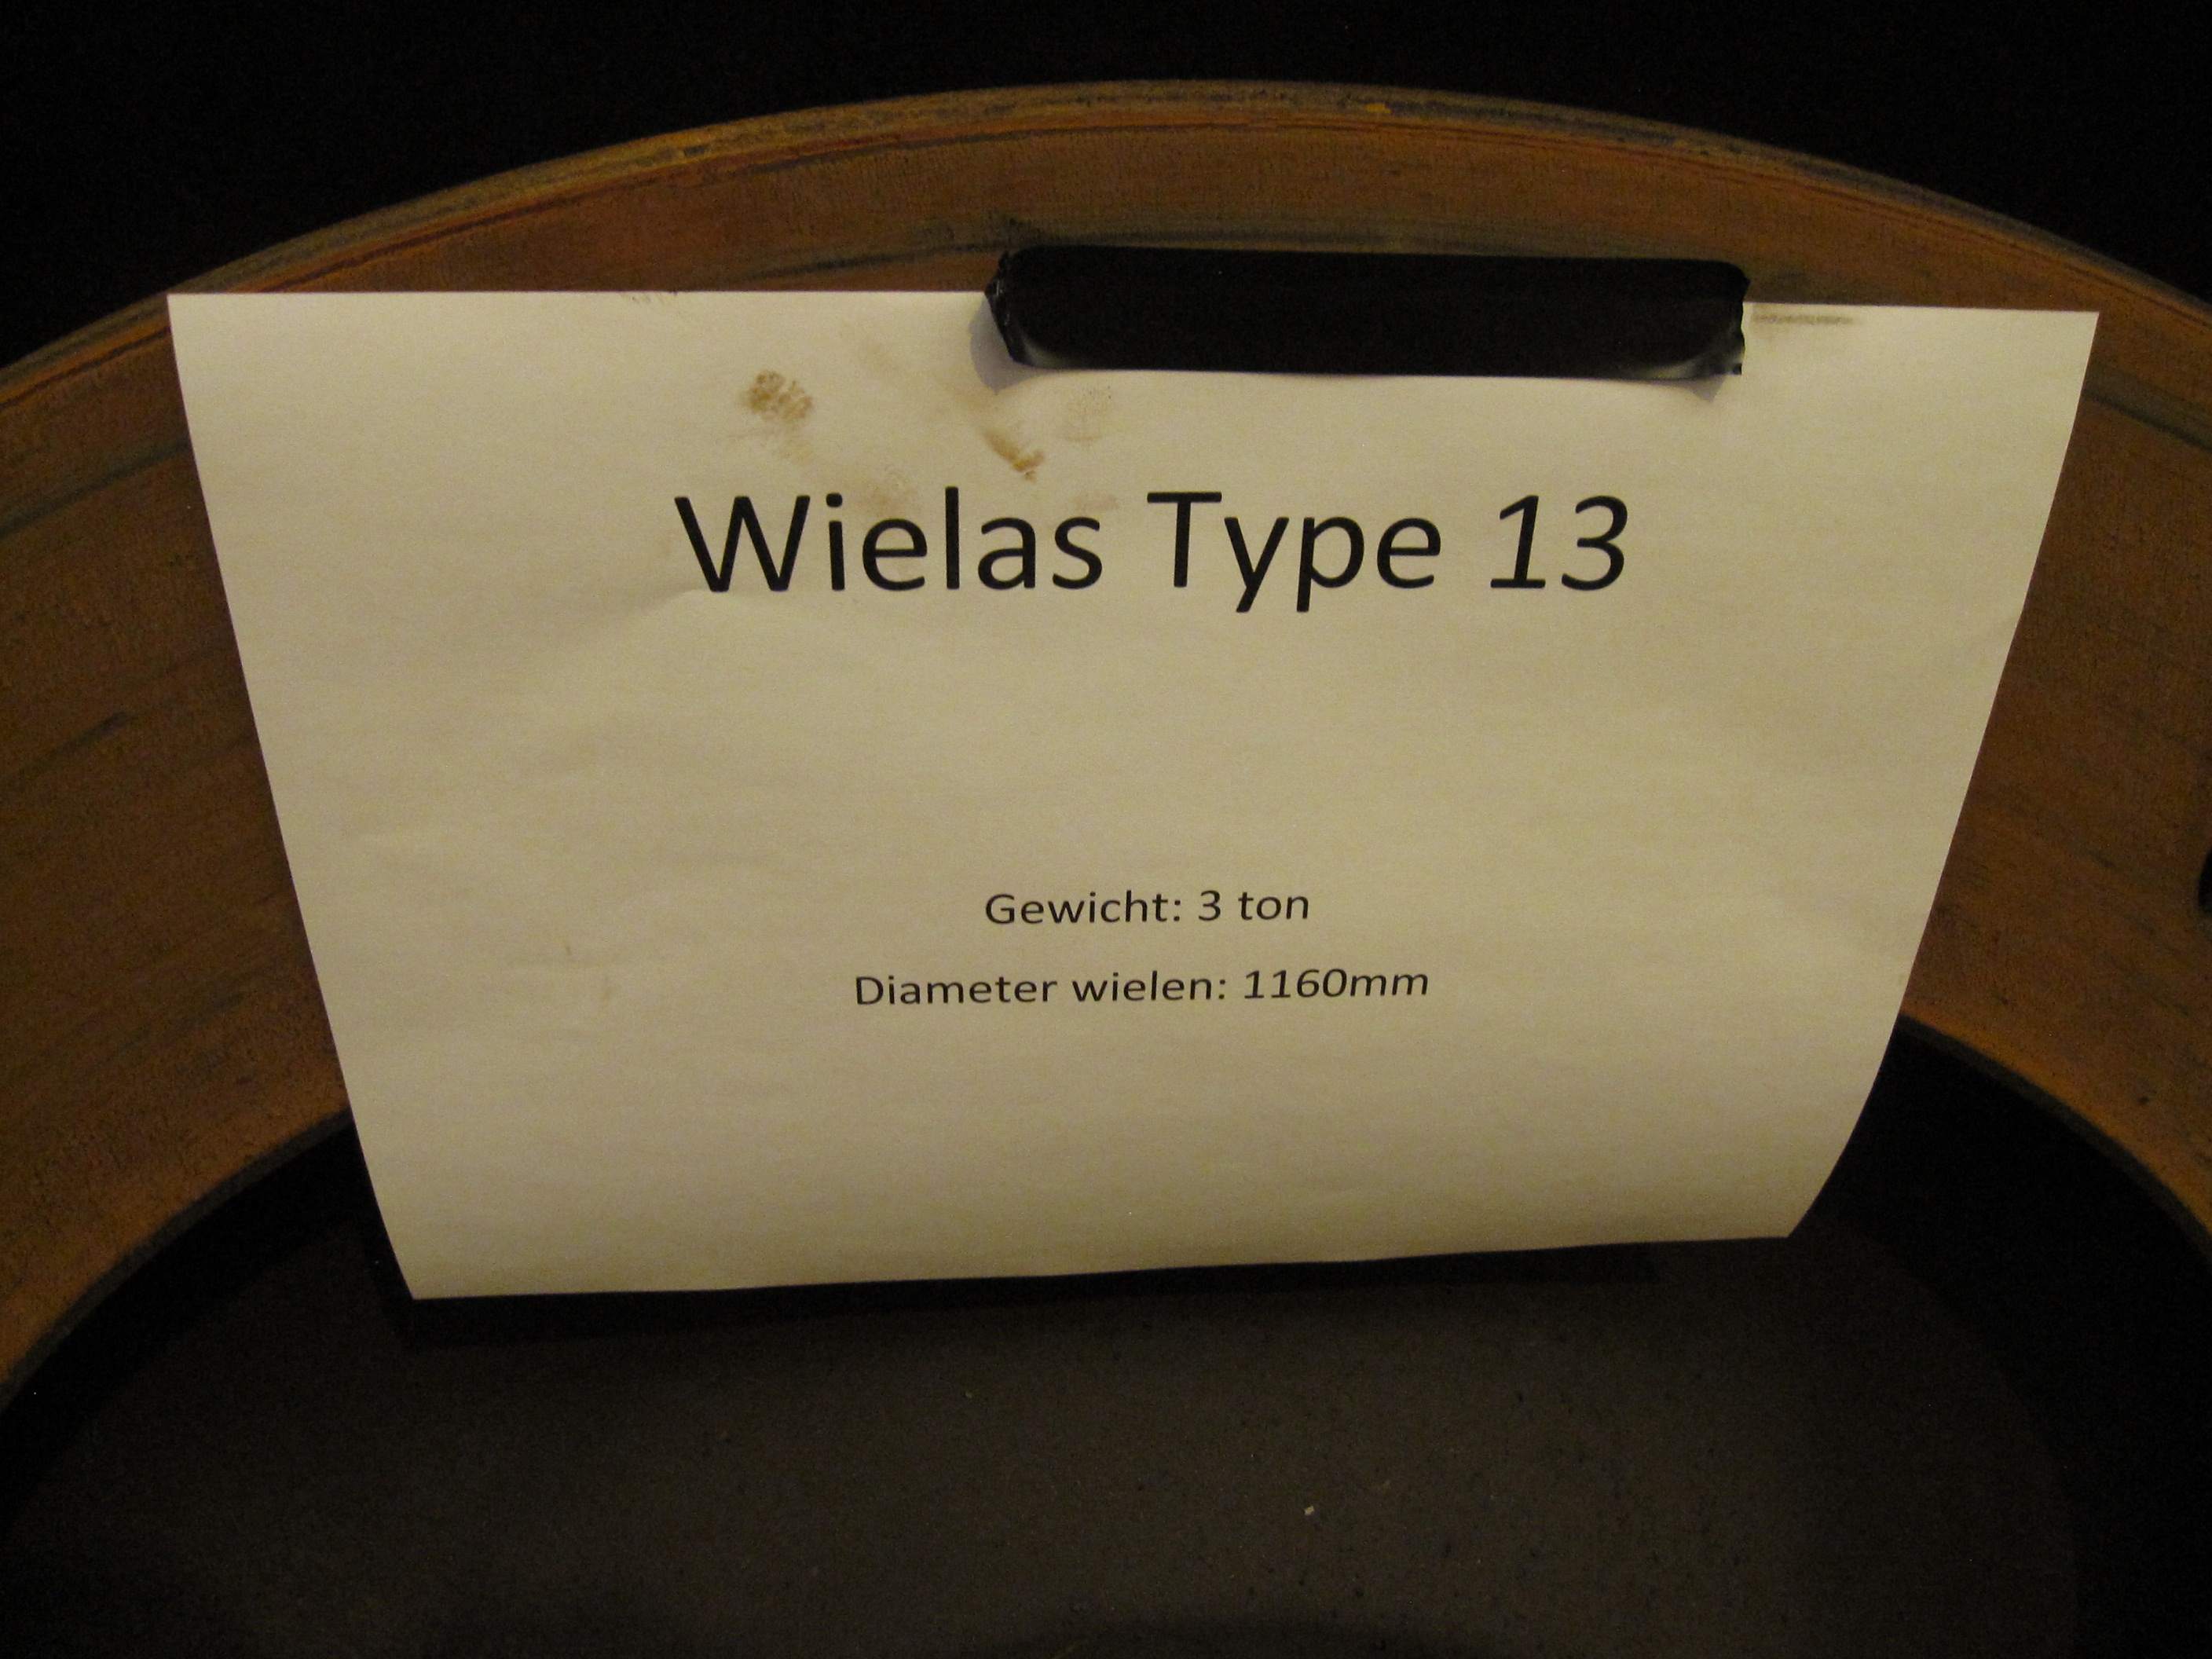 Wielas Type 13
Gewicht: 3 ton
Diameter wielen: 1160mm